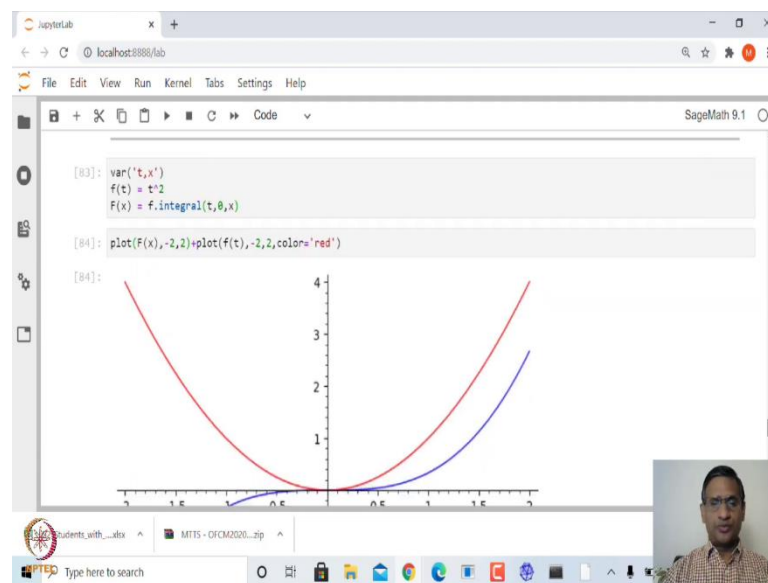 JupyterLab
localhost:8888/lab
M
File Edit View Run Kernel Tabs Settings Help
Code
SageMath 9.1
[83]: var('t,x')
f(t) = t^2
F(x) = f.integral(t,0,x)
[84]: plot(F(x),-2,2)+plot(f(t),-2,2,color='red')
[84]:
4
3
2
1
-2 -1.5 -1 -0.5 0.5 1 1.5 2
Students_with_...xlsx
MTTS - OFCM2020....zip
NPTEL
Type here to search